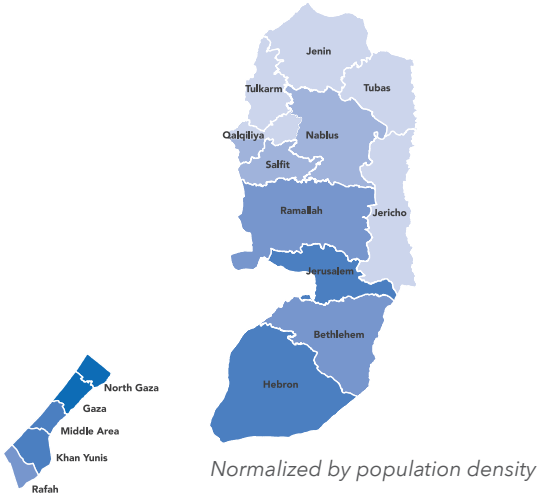 Jenin
Tulkarm
Tubas
Qalqiliya
Nablus
Salfit
Ramallah
Jericho
Jerusalem
Bethlehem
Hebron
North Gaza
Gaza
Middle Area
Khan Yunis
Rafah
Normalized by population density